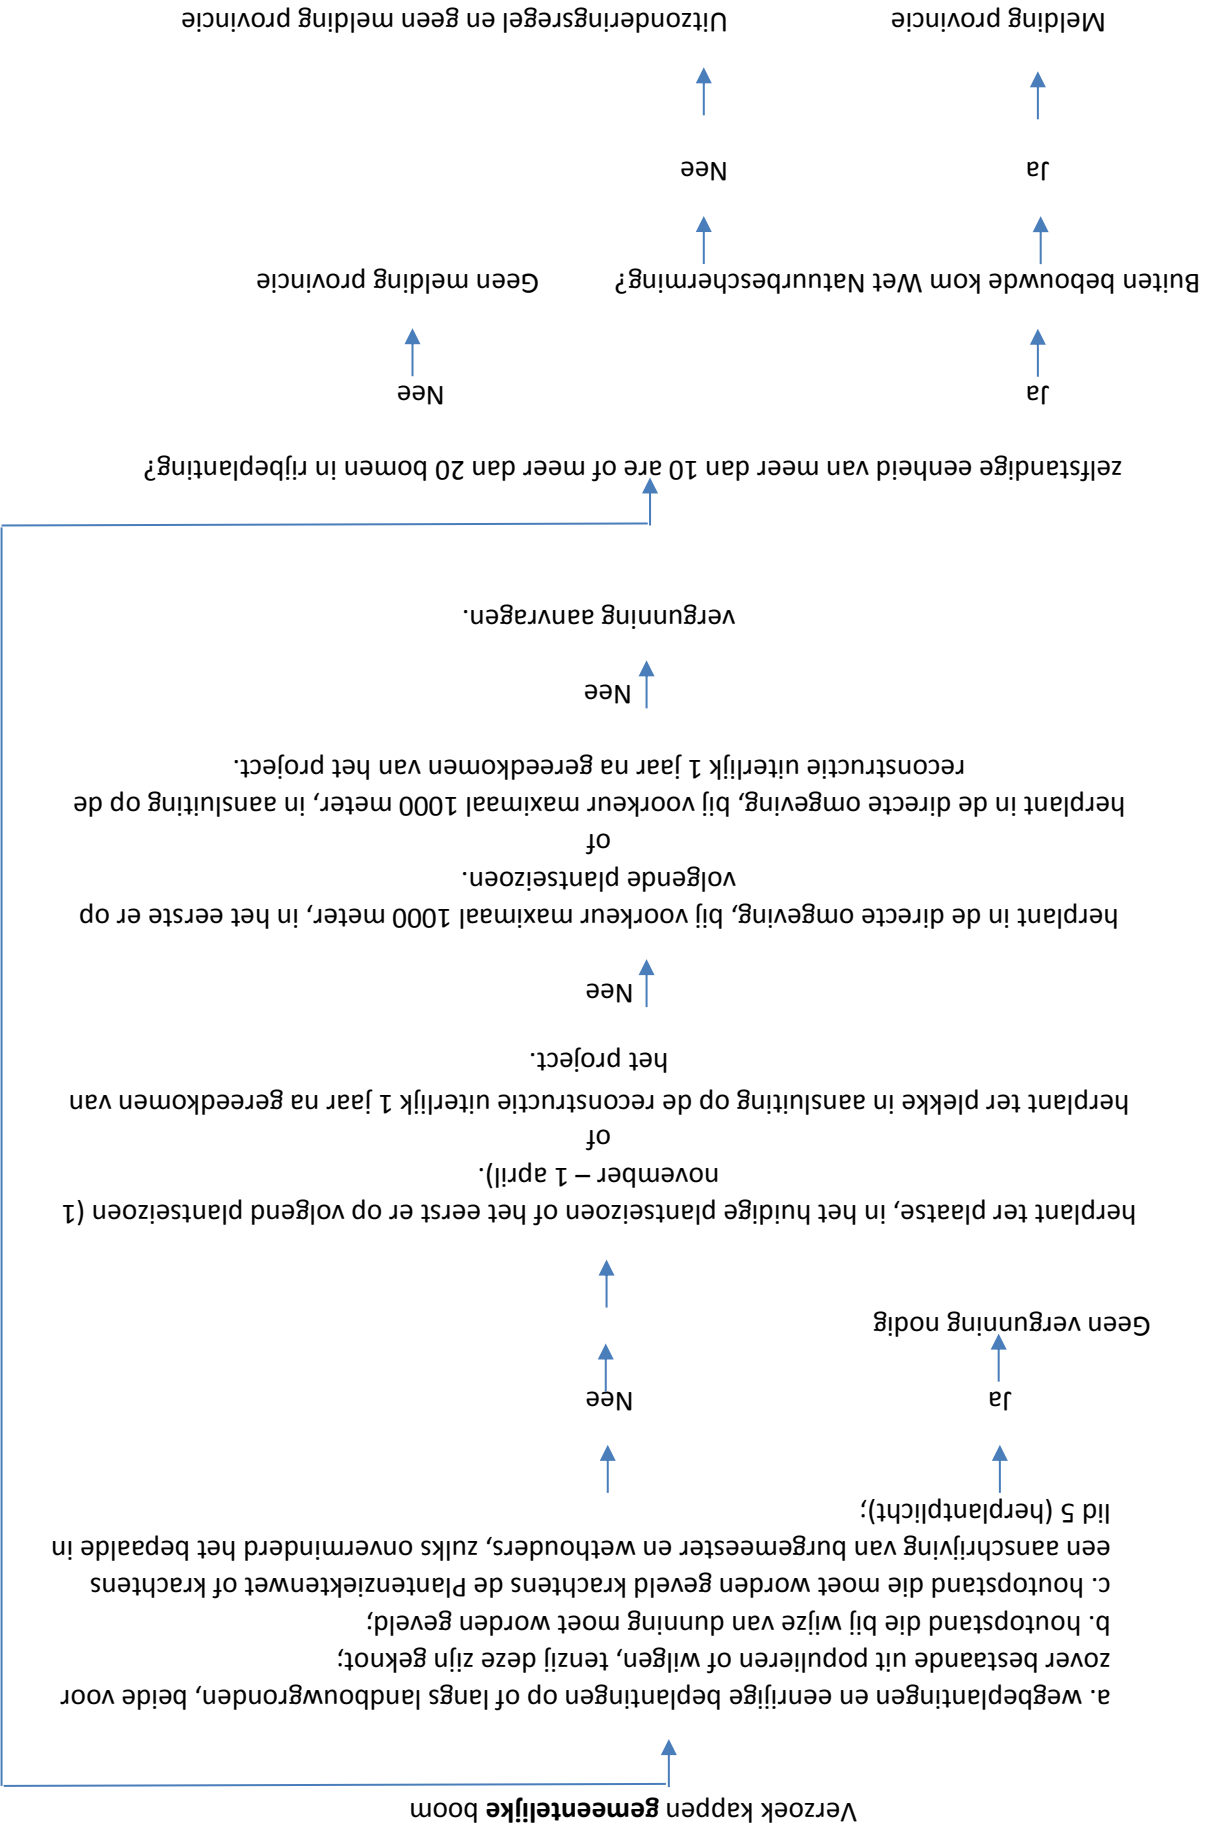 Verzoek kappen gemeentelijke boom
a. wegbeplantingen en eenrijige beplantingen op of langs landbouwgronden, beide voor
zover bestaande uit populieren of wilgen, tenzij deze zijn geknot;
b. houtopstand die bij wijze van dunning moet worden geveld;
c. houtopstand die moet worden geveld krachtens de Plantenziektenwet of krachtens
een aanschrijving van burgemeester en wethouders, zulks onverminderd het bepaalde in
lid 5 (herplantplicht);
Ja
Nee
Geen vergunning nodig
herplant ter plaatse, in het huidige plantseizoen of het eerst er op volgend plantseizoen (1
november – 1 april).
of
herplant ter plekke in aansluiting op de reconstructie uiterlijk 1 jaar na gereedkomen van
het project.
Nee
herplant in de directe omgeving, bij voorkeur maximaal 1000 meter, in het eerste er op
volgende plantseizoen.
of
herplant in de directe omgeving, bij voorkeur maximaal 1000 meter, in aansluiting op de
reconstructie uiterlijk 1 jaar na gereedkomen van het project.
Nee
vergunning aanvragen.
zelfstandige eenheid van meer dan 10 are of meer dan 20 bomen in rijbeplanting?
Ja
Nee
Buiten bebouwde kom Wet Natuurbescherming?
Geen melding provincie
Ja
Nee
Melding provincie
Uitzonderingsregel en geen melding provincie